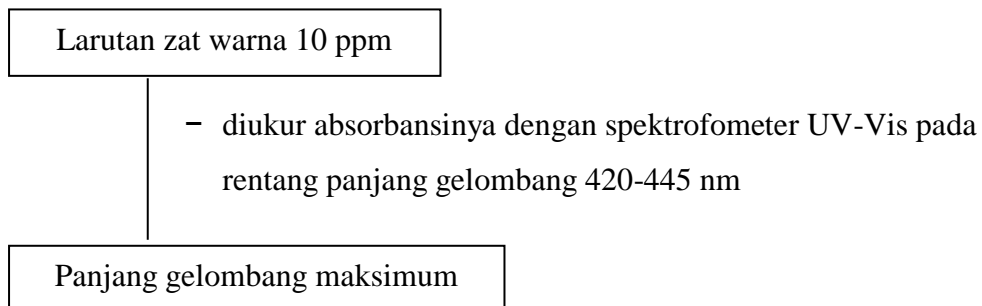 Larutan zat warna 10 ppm
− diukur absorbansinya dengan spektrofometer UV-Vis pada
rentang panjang gelombang 420-445 nm
Panjang gelombang maksimum